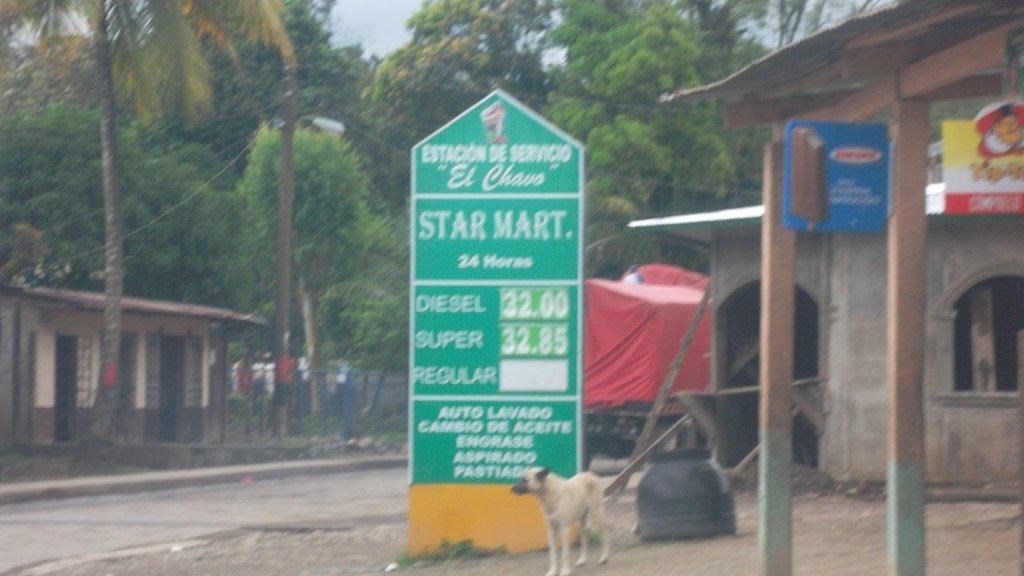 ESTACIÓN DE SERVICIO
"El Chavo"
STAR MART.
24 Horas
DIESEL 32.00
SUPER 32.85
REGULAR
AUTO LAVADO
CAMBIO DE ACEITE
ENGRASE
ASPIRADO
PASTIADO